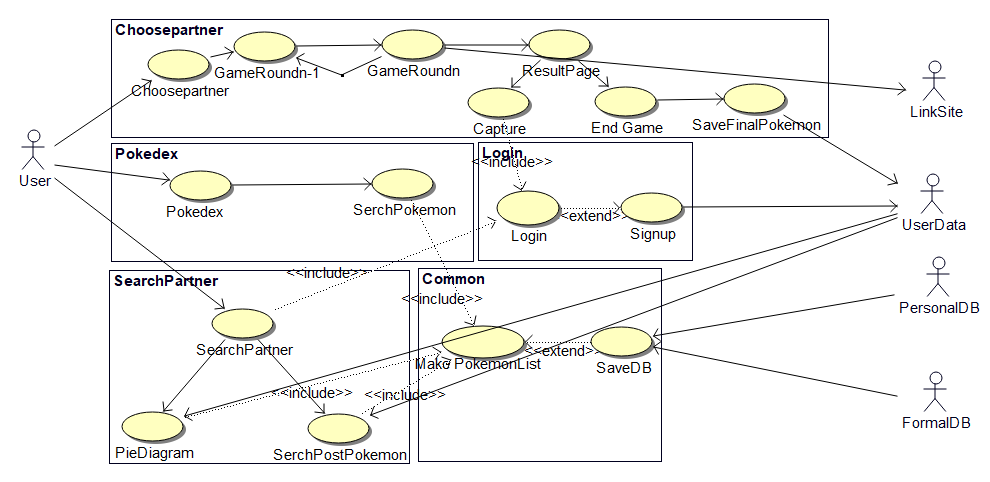 Choosepartner
Choosepartner
GameRoundn-1
GameRoundn
ResultPage
Capture
End Game
SaveFinalPokemon
LinkSite
User
Pokedex
Pokedex
SerchPokemon
Login
<<include>>
Login
<extend>
Signup
UserData
SearchPartner
<<include>>
SearchPartner
PieDiagram
SerchPostPokemon
<<include>>
<<include>>
Common
<<include>>
Make PokemonList
<<extend>>
SaveDB
PersonalDB
FormalDB